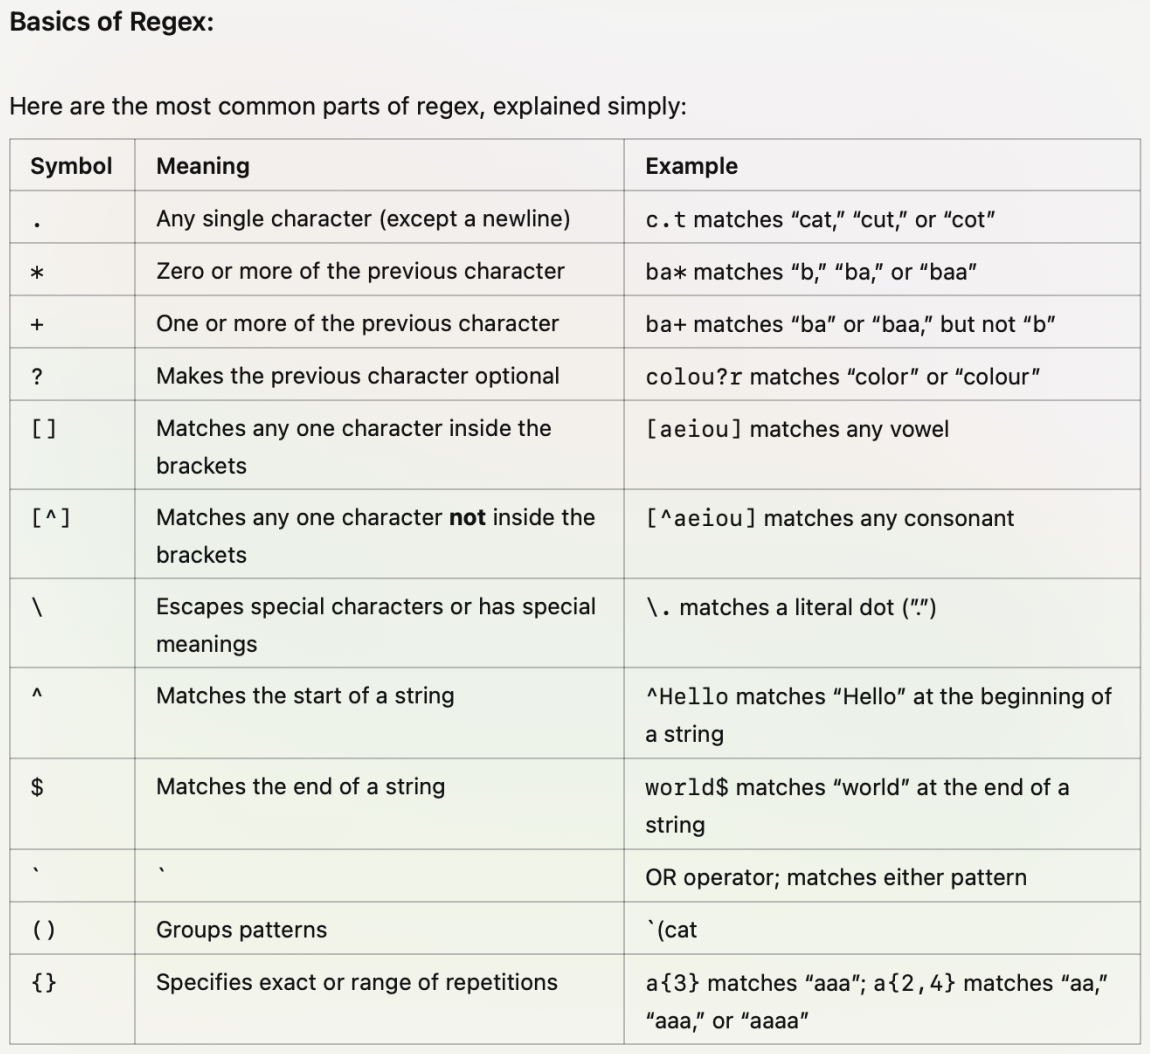 Basics of Regex:
Here are the most common parts of regex, explained simply:
Symbol Meaning Example
. Any single character (except a newline) c.t matches “cat,” “cut,” or “cot”
* Zero or more of the previous character ba* matches “b,” “ba,” or “baa”
+ One or more of the previous character ba+ matches “ba” or “baa,” but not “b”
? Makes the previous character optional colou?r matches “color” or “colour”
[] Matches any one character inside the [aeiou] matches any vowel
brackets
[^] Matches any one character not inside the [^aeiou] matches any consonant
brackets
\ Escapes special characters or has special \. matches a literal dot (“.”)
meanings
^ Matches the start of a string ^Hello matches “Hello” at the beginning of
a string
$ Matches the end of a string world$ matches “world” at the end of a
string
` ` OR operator; matches either pattern
() Groups patterns `(cat
{} Specifies exact or range of repetitions a{3} matches “aaa”; a{2,4} matches “aa,”
“aaa,” or “aaaa”